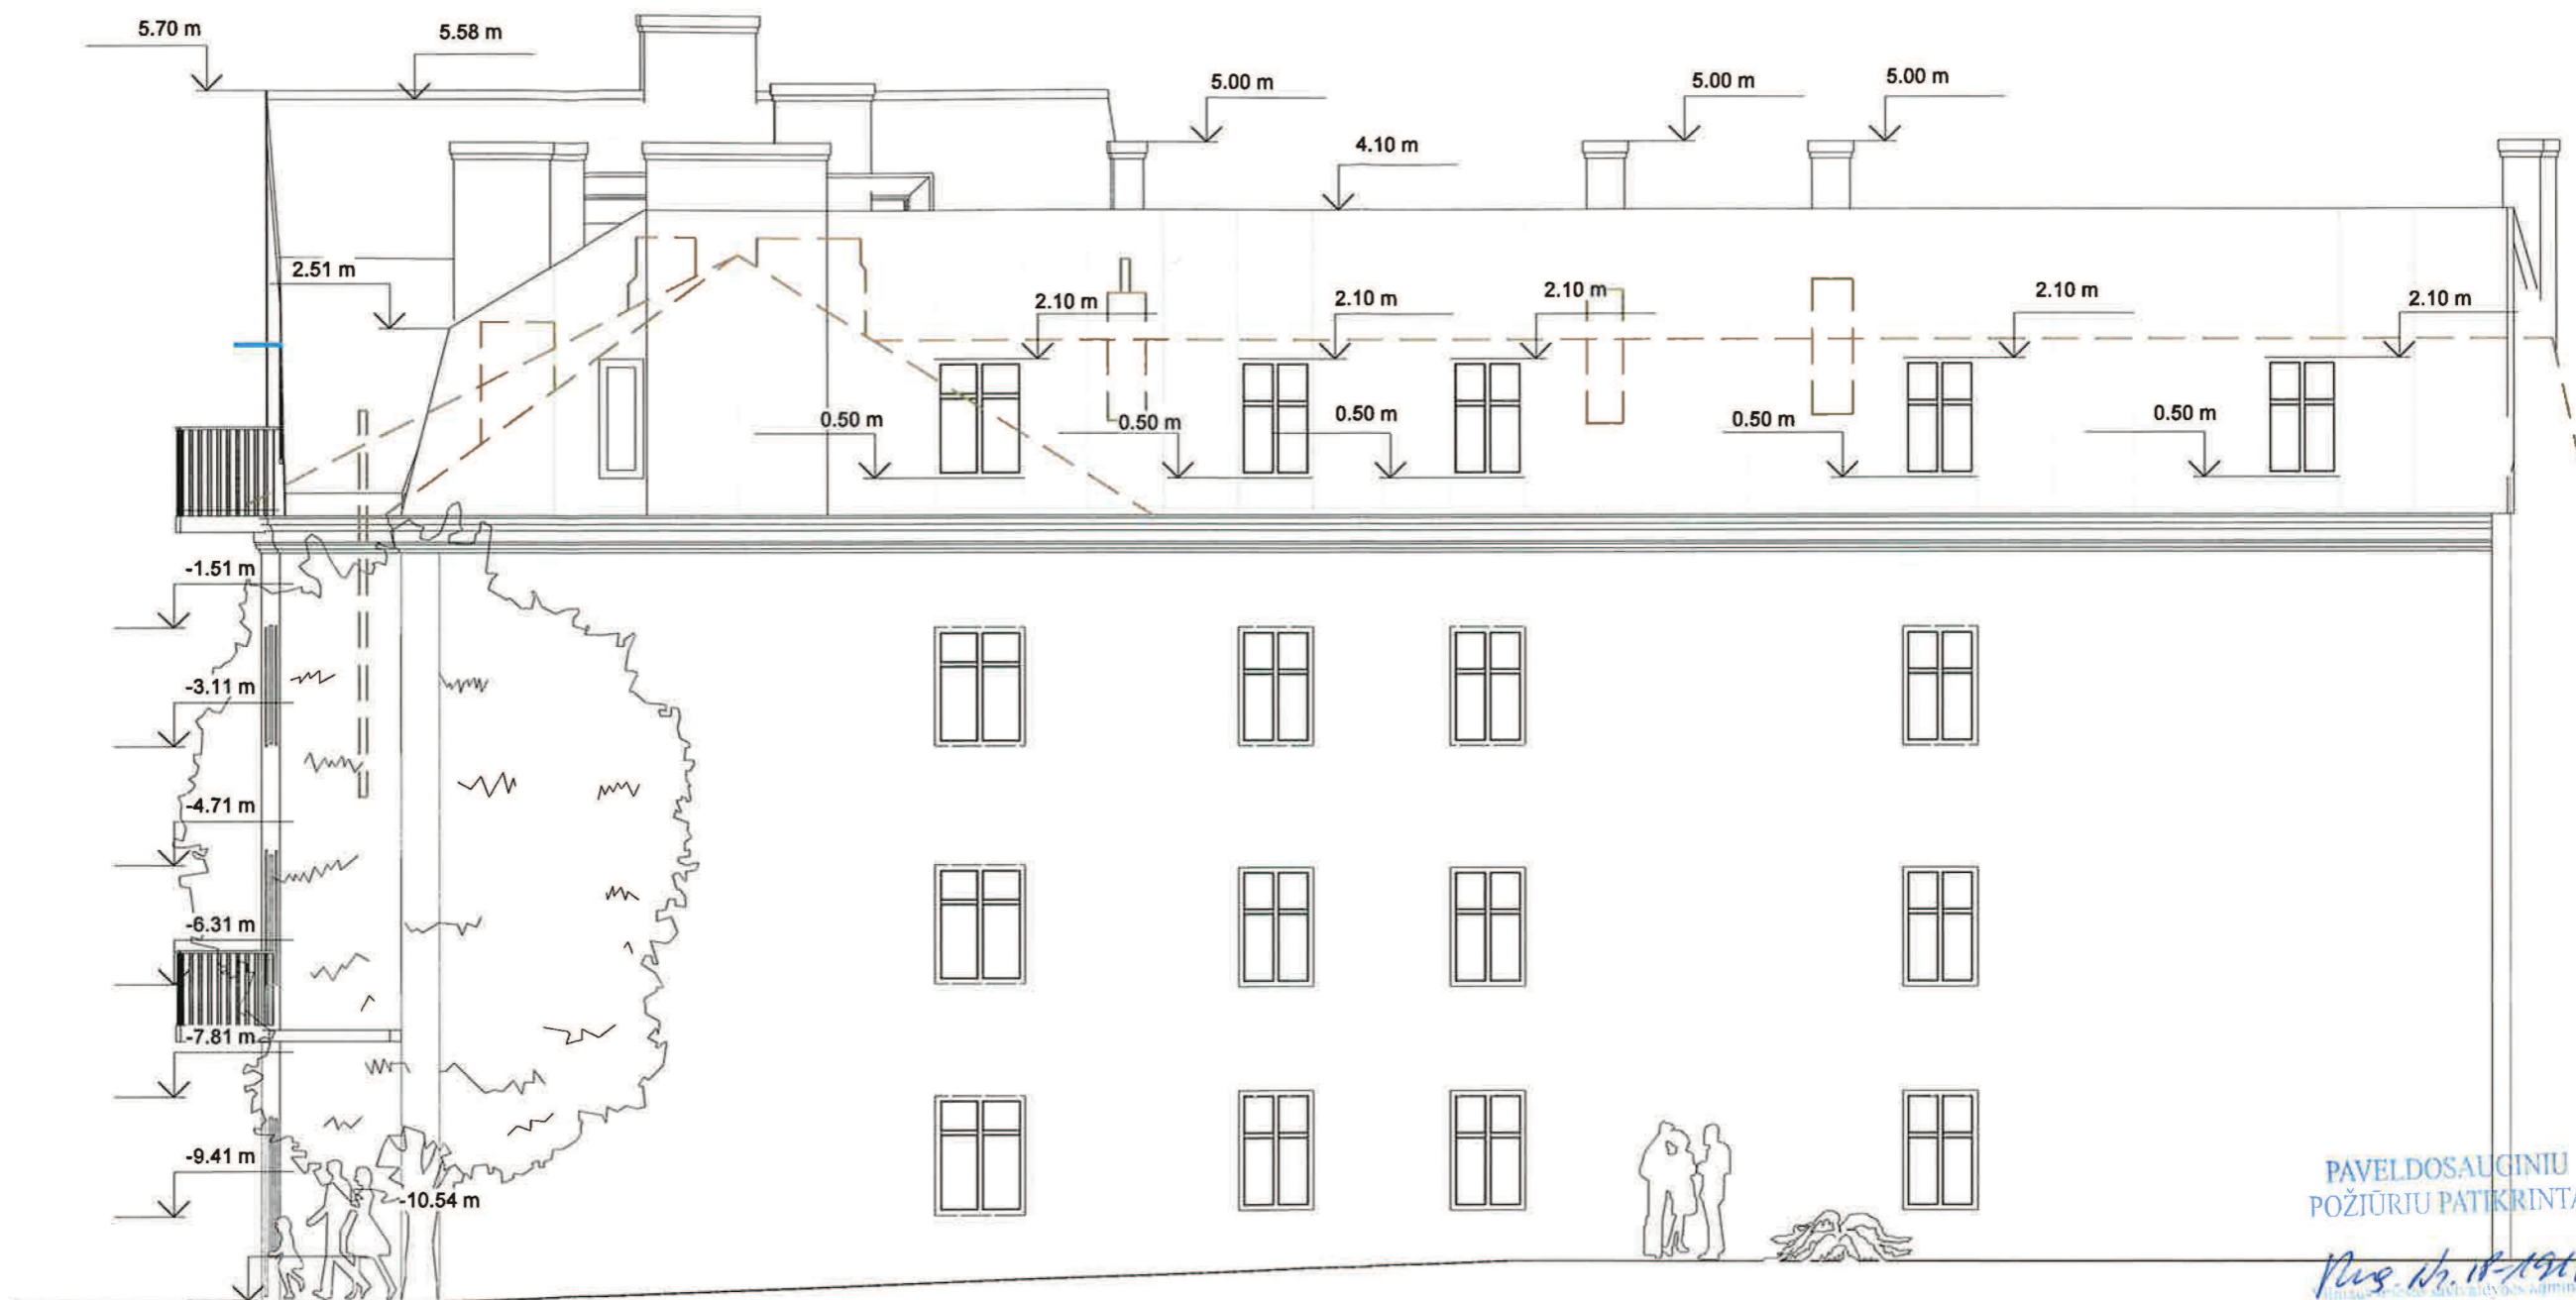 5.70 m
5.58 m
5.00 m
5.00 m
5.00 m
4.10 m
2.51 m
2.10 m
2.10 m
2.10 m
2.10 m
2.10 m
0.50 m
0.50 m
0.50 m
0.50 m
0.50 m
-1.51 m
-3.11 m
-4.71 m
-6.31 m
-7.81 m
-9.41 m
-10.54 m
PAVELDOSAUGINIU
POŽIŪRIU PATIKRINTA